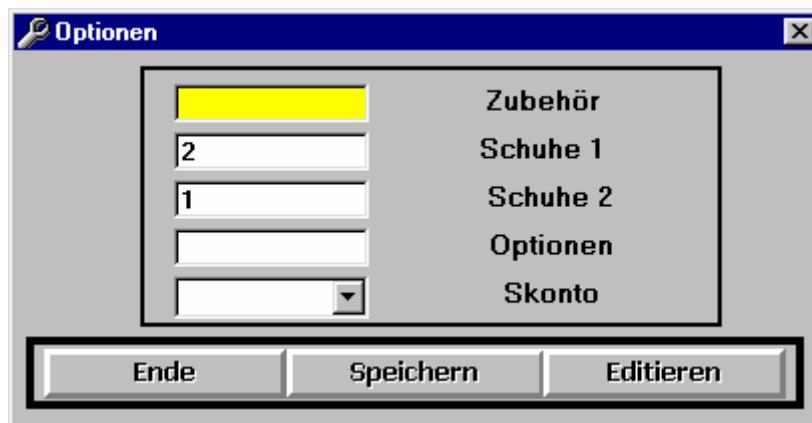 Optionen
Zubehör
2 Schuhe 1
1 Schuhe 2
Optionen
Skonto
Ende Speichern Editieren